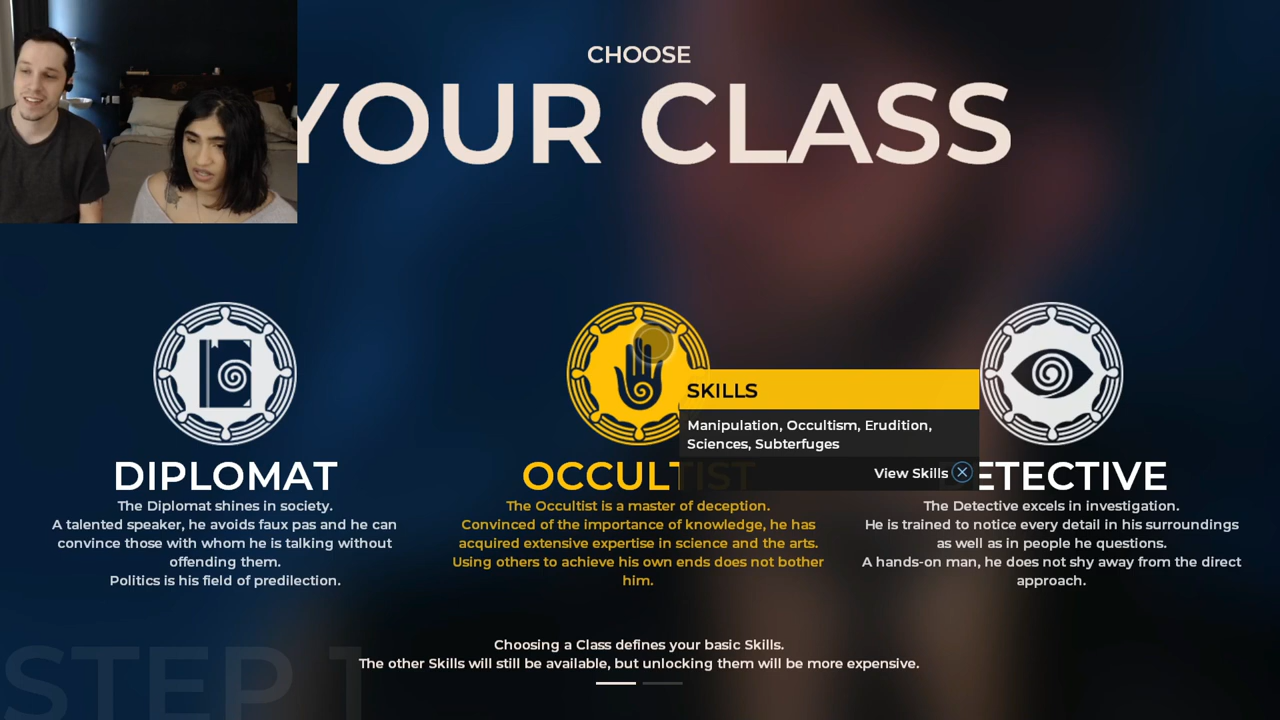 CHOOSE
YOUR CLASS
SKILLS
Manipulation, Occultism, Erudition,
Sciences, Subterfuges
View Skills
DIPLOMAT
The Diplomat shines in society.
A talented speaker, he avoids faux pas and he can
convince those with whom he is talking without
offending them.
Politics is his field of predilection.
OCCULTIST
The Occultist is a master of deception.
Convinced of the importance of knowledge, he has
acquired extensive expertise in science and the arts.
Using others to achieve his own ends does not bother
him.
DETECTIVE
The Detective excels in investigation.
He is trained to notice every detail in his surroundings
as well as in people he questions.
A hands-on man, he does not shy away from the direct
approach.
Choosing a Class defines your basic Skills.
The other Skills will still be available, but unlocking them will be more expensive.
STEP 1